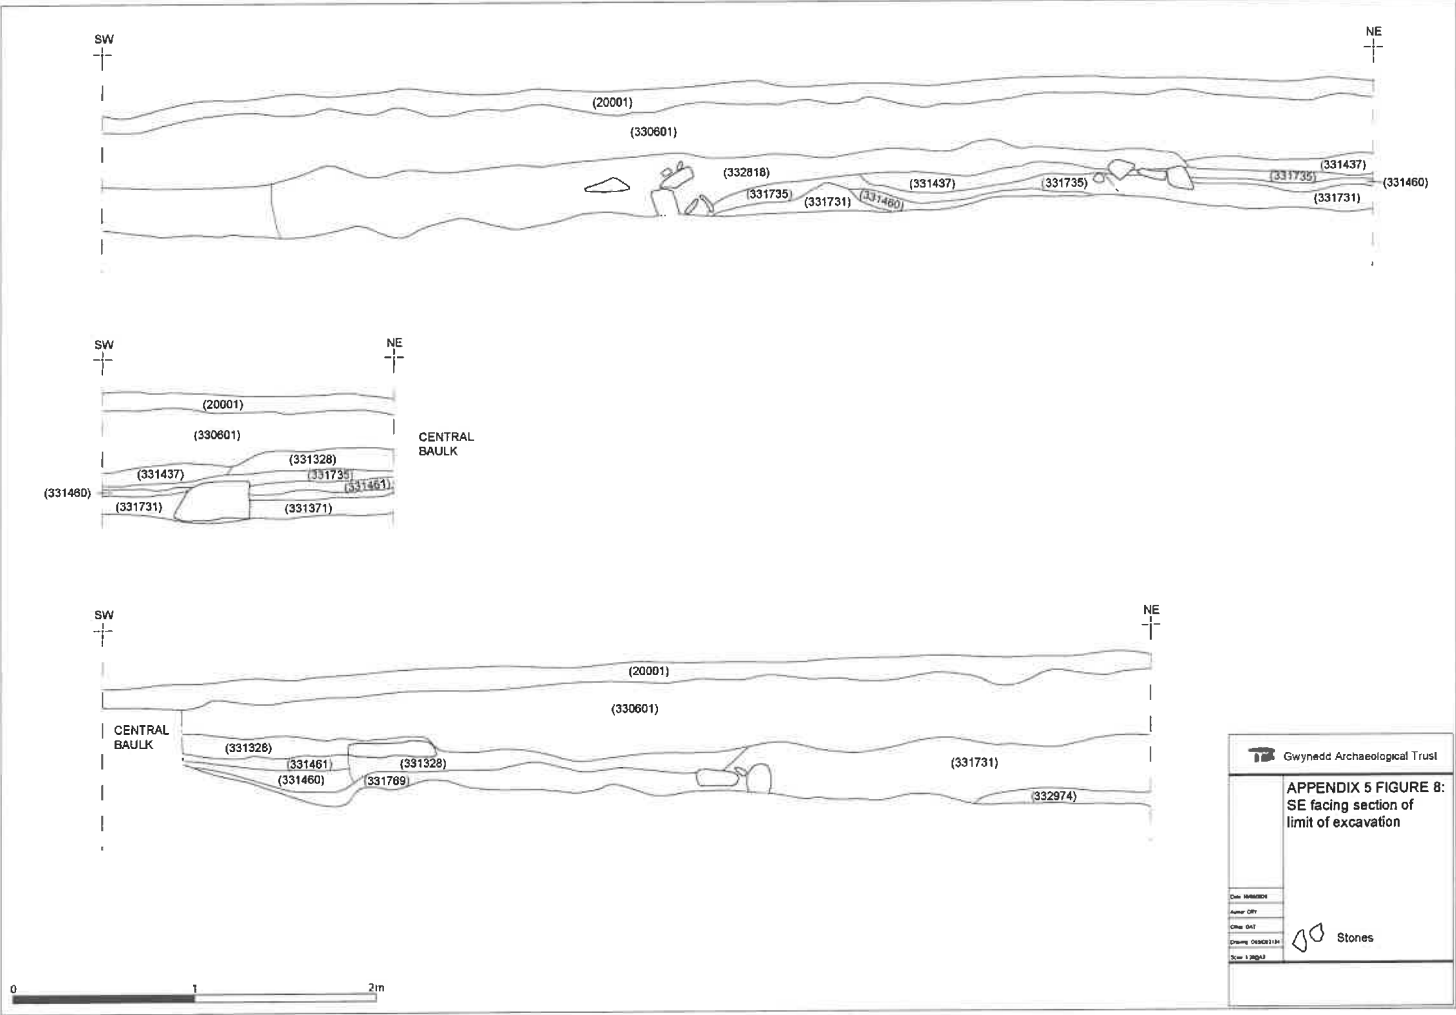 SW
NE
(20001)
(330601)
(332818)
(331437)
(331735)
(331460)
(331437)
(331735)
(331735)
(331731)
(331460)
(331731)
SW
NE
(20001)
(330601)
CENTRAL
BAULK
(331328)
(331437)
(331735)
(331461)
(331460)
(331731)
(331371)
SW
NE
(20001)
(330601)
CENTRAL
BAULK
(331328)
(331461)
(331328)
(331731)
(331460)
(331769)
(332974)
Gwynedd Archaeological Trust
APPENDIX 5 FIGURE 8:
SE facing section of
limit of excavation
Stones
0 1 2m